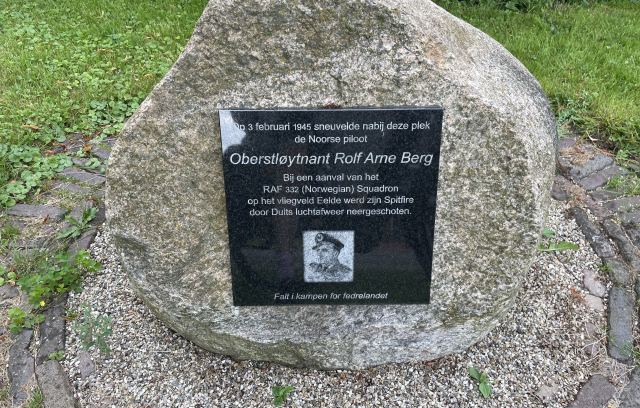 Op 3 februari 1945 sneuvelde nabij deze plek
de Noorse piloot
Oberstløytnant Rolf Arne Berg
Bij een aanval van het
RAF 332 (Norwegian) Squadron
op het vliegveld Eelde werd zijn Spitfire
door Duits luchtafweer neergeschoten.
Falt i kampen for fedrelandet